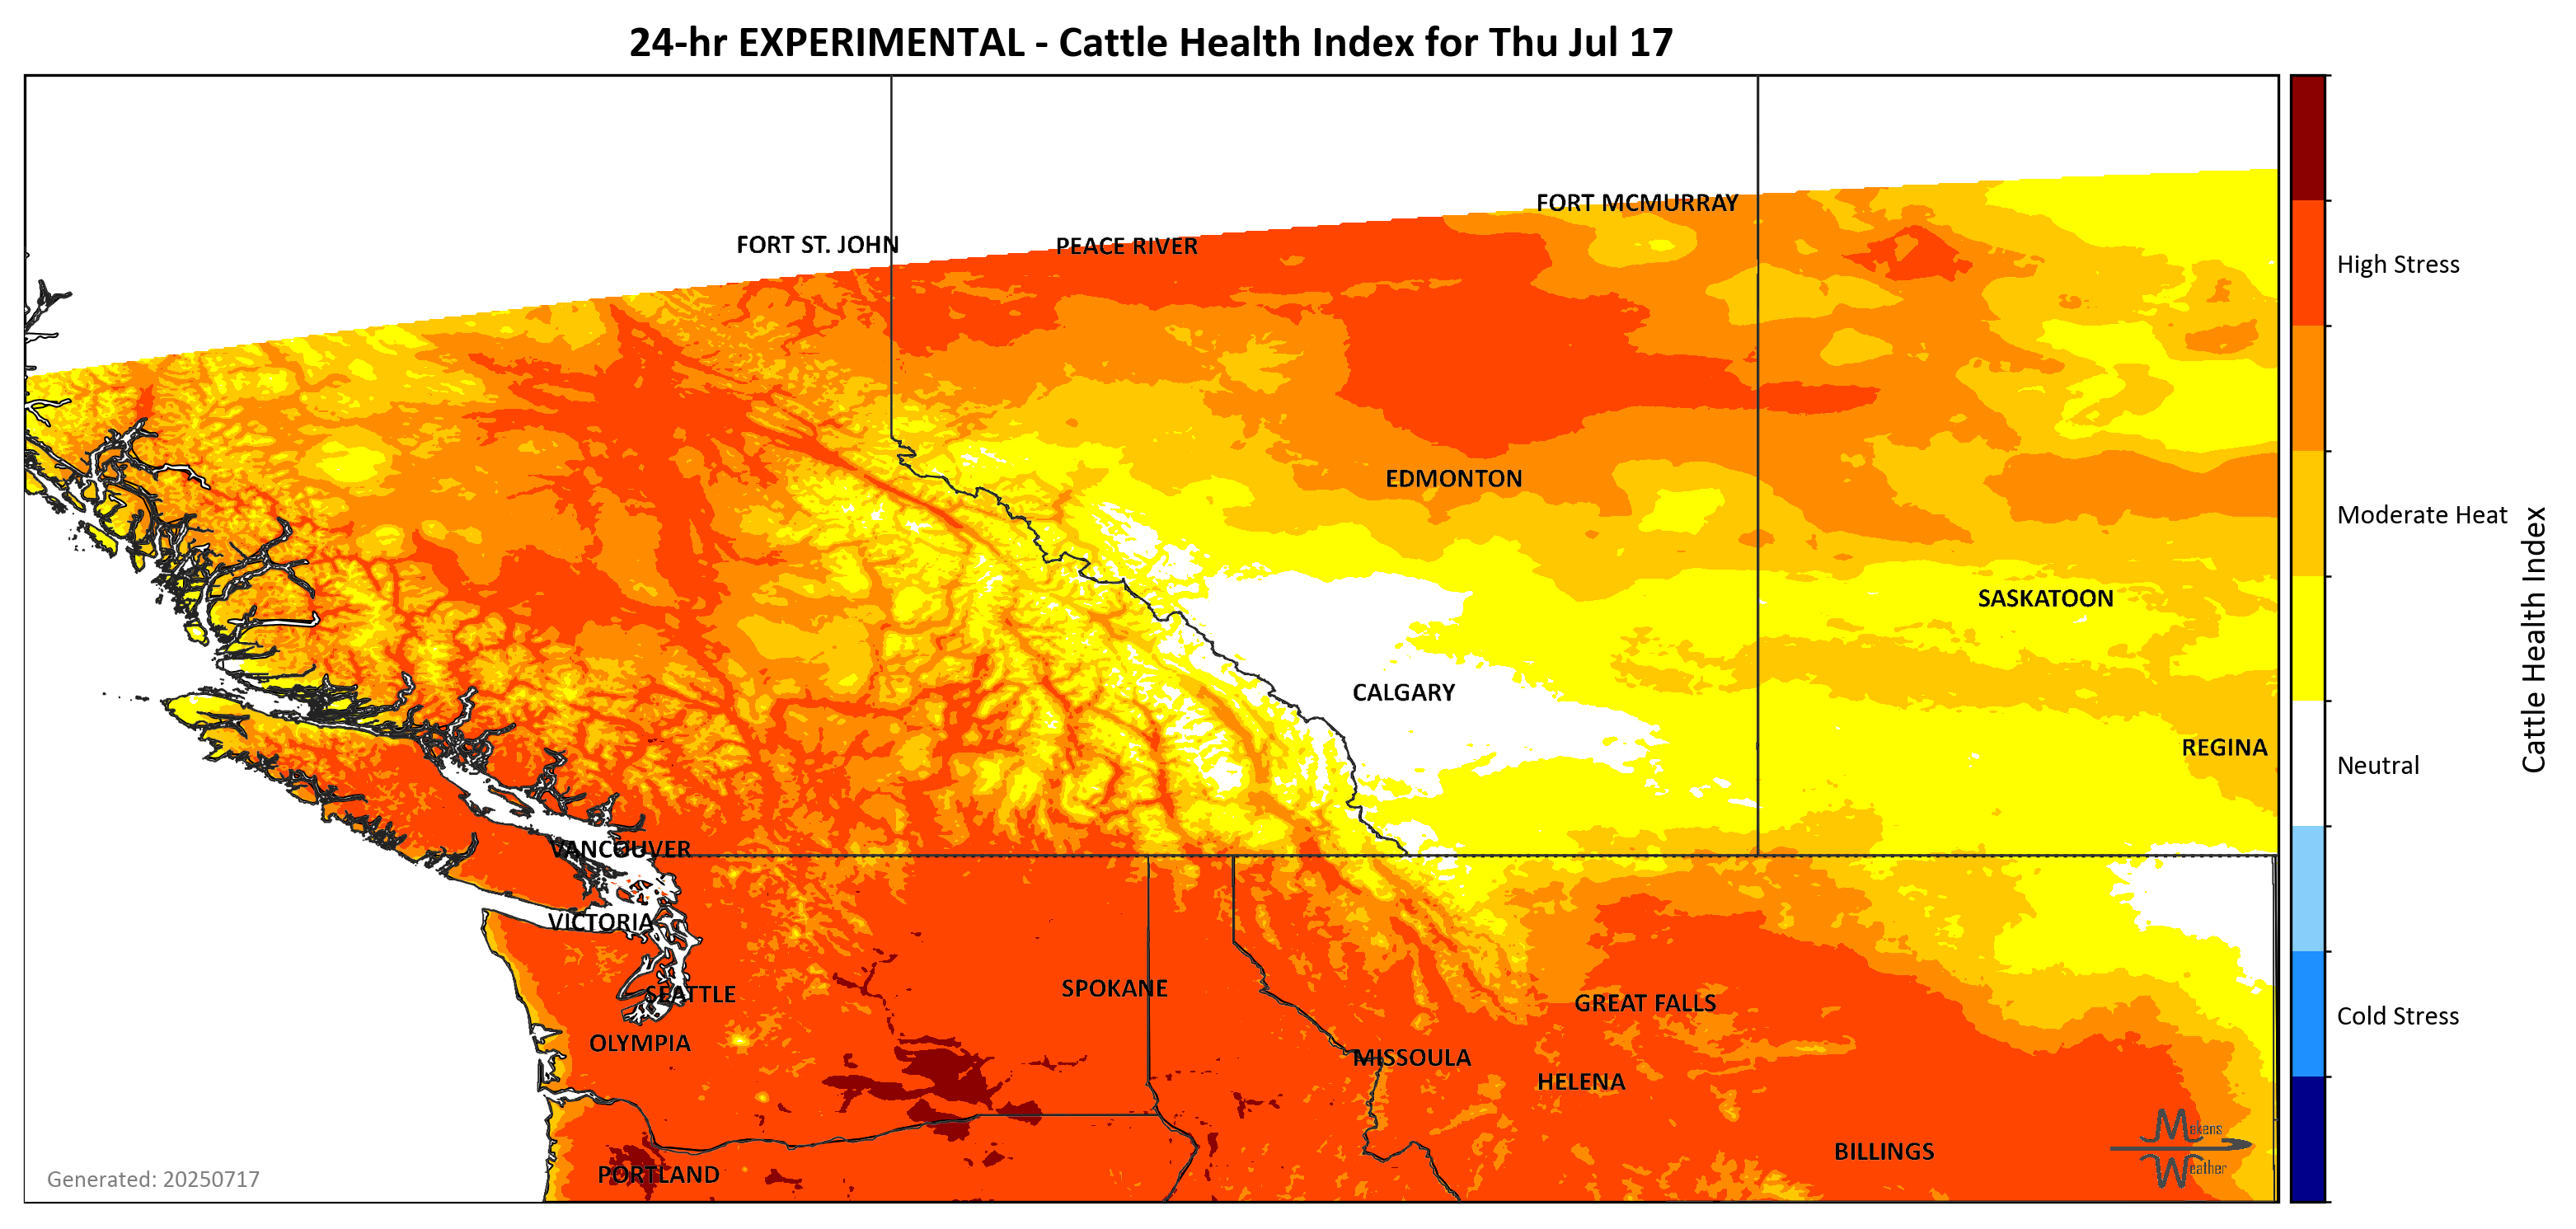 24-hr EXPERIMENTAL - Cattle Health Index for Thu Jul 17
FORT MCMURRAY
FORT ST. JOHN
PEACE RIVER
High Stress
EDMONTON
Moderate Heat
SASKATOON
Cattle Health Index
CALGARY
REGINA
Neutral
VANCOUVER
VICTORIA
SPOKANE
SEATTLE
GREAT FALLS
Cold Stress
OLYMPIA
MISSOULA
HELENA
Makens
Weather
BILLINGS
PORTLAND
Generated: 20250717